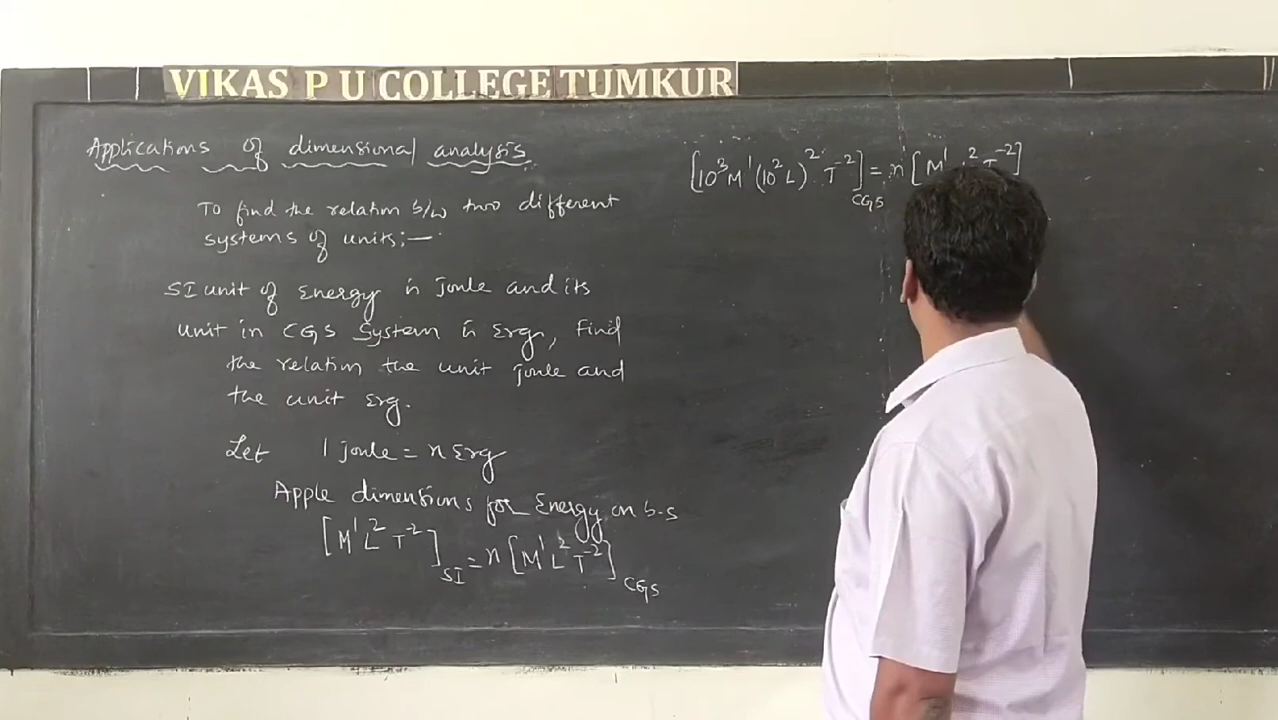 VIKAS P U COLLEGE TUMKUR
Applications of dimensional analysis
To find the relation b/w two different
systems of units;—
SI unit of Energy is Joule and its
unit in CGS System is Erg, Find
the relation the unit joule and
the unit Erg.
Let 1 joule = n Erg
Apple dimensions for Energy on b.s
[M¹L²T⁻²]SI = n[M¹L²T⁻²]CGS
[10³M¹(10²L)²T⁻²]CGS = n[M¹L²T⁻²]